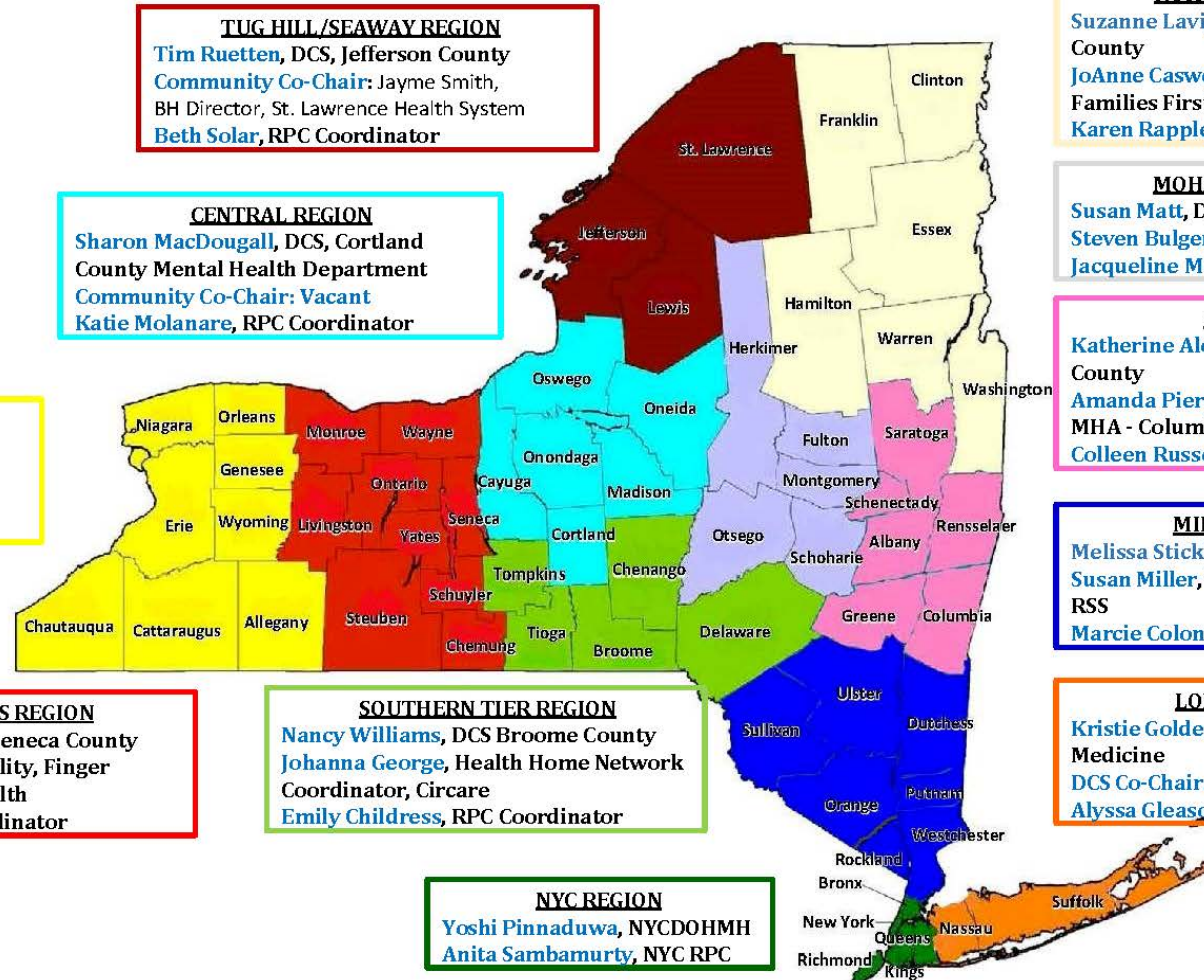 TUG HILL/SEAWAY REGION
Tim Ruetten, DCS, Jefferson County
Community Co-Chair: Jayme Smith,
BH Director, St. Lawrence Health System
Beth Solar, RPC Coordinator
CENTRAL REGION
Sharon MacDougall, DCS, Cortland
County Mental Health Department
Community Co-Chair: Vacant
Katie Molanare, RPC Coordinator
Suzanne Lavi
County
JoAnne Casw
Families Firs
Karen Rapple
MOH
Susan Matt, D
Steven Bulge
Jacqueline M
Katherine Al
County
Amanda Pier
MHA - Colum
Colleen Russ
MI
Melissa Stick
Susan Miller,
RSS
Marcie Colon
LO
Kristie Golde
Medicine
DCS Co-Chair
Alyssa Gleas
S REGION
eneca County
lity, Finger
lth
dinator
SOUTHERN TIER REGION
Nancy Williams, DCS Broome County
Johanna George, Health Home Network
Coordinator, Circare
Emily Childress, RPC Coordinator
NYC REGION
Yoshi Pinnaduwa, NYCDOHMH
Anita Sambamurty, NYC RPC
Clinton
Franklin
St. Lawrence
Essex
Jefferson
Lewis
Hamilton
Herkimer
Warren
Washington
Oswego
Oneida
Niagara
Orleans
Monroe
Wayne
Fulton
Saratoga
Onondaga
Genesee
Ontario
Cayuga
Madison
Montgomery
Schenectady
Erie
Wyoming
Livingston
Seneca
Yates
Cortland
Otsego
Albany
Rensselaer
Schoharie
Tompkins
Chenango
Schuyler
Chautauqua
Cattaraugus
Allegany
Steuben
Chemung
Tioga
Broome
Delaware
Greene
Columbia
Ulster
Sullivan
Dutchess
Orange
Putnam
Westchester
Rockland
Bronx
New York
Queens
Nassau
Suffolk
Richmond
Kings